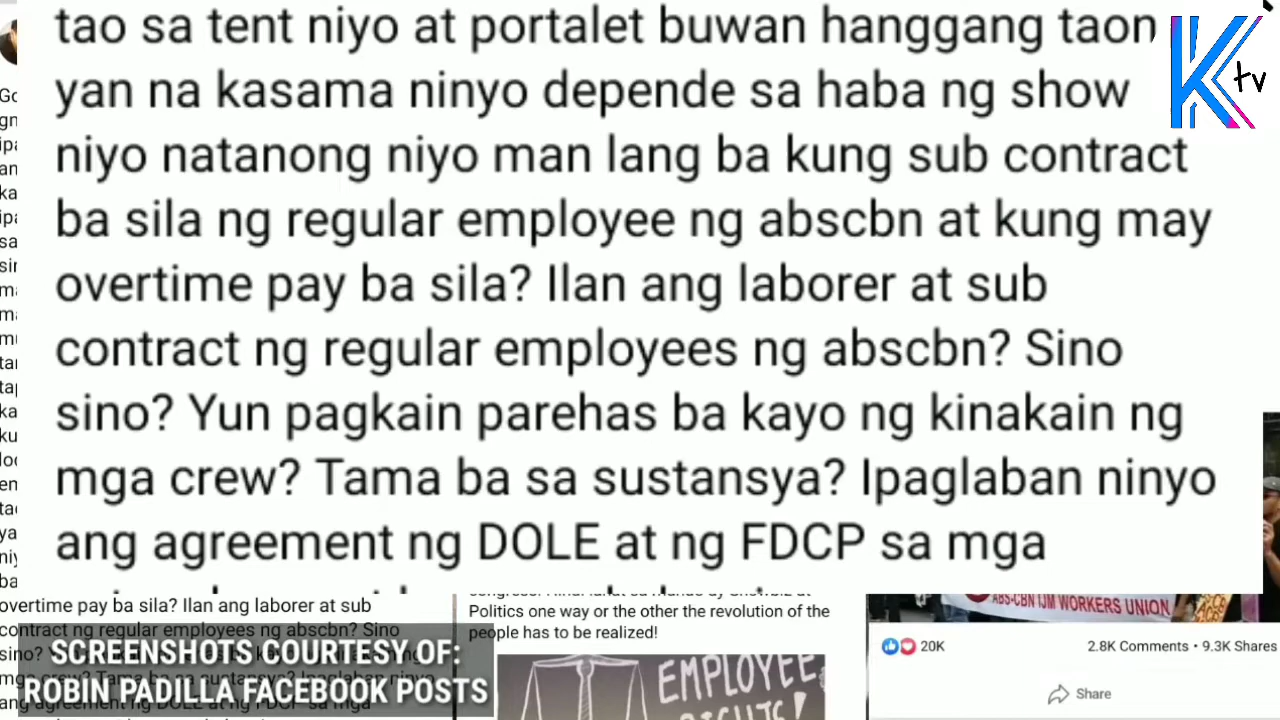 tao sa tent niyo at portalet buwan hanggang taon
yan na kasama ninyo depende sa haba ng show
niyo natanong niyo man lang ba kung sub contract
ba sila ng regular employee ng abscbn at kung may
overtime pay ba sila? Ilan ang laborer at sub
contract ng regular employees ng abscbn? Sino
sino? Yun pagkain parehas ba kayo ng kinakain ng
mga crew? Tama ba sa sustansya? Ipaglaban ninyo
ang agreement ng DOLE at ng FDCP sa mga
K tv
overtime pay ba sila? Ilan ang laborer at sub
contract ng regular employees ng abscbn? Sino
SCREENSHOTS COURTESY OF:
ROBIN PADILLA FACEBOOK POSTS
Politics one way or the other the revolution of the
people has to be realized!
EMPLOYEE
RIGHTS!
ABS-CBN IJM WORKERS UNION
20K
2.8K Comments • 9.3K Shares
Share